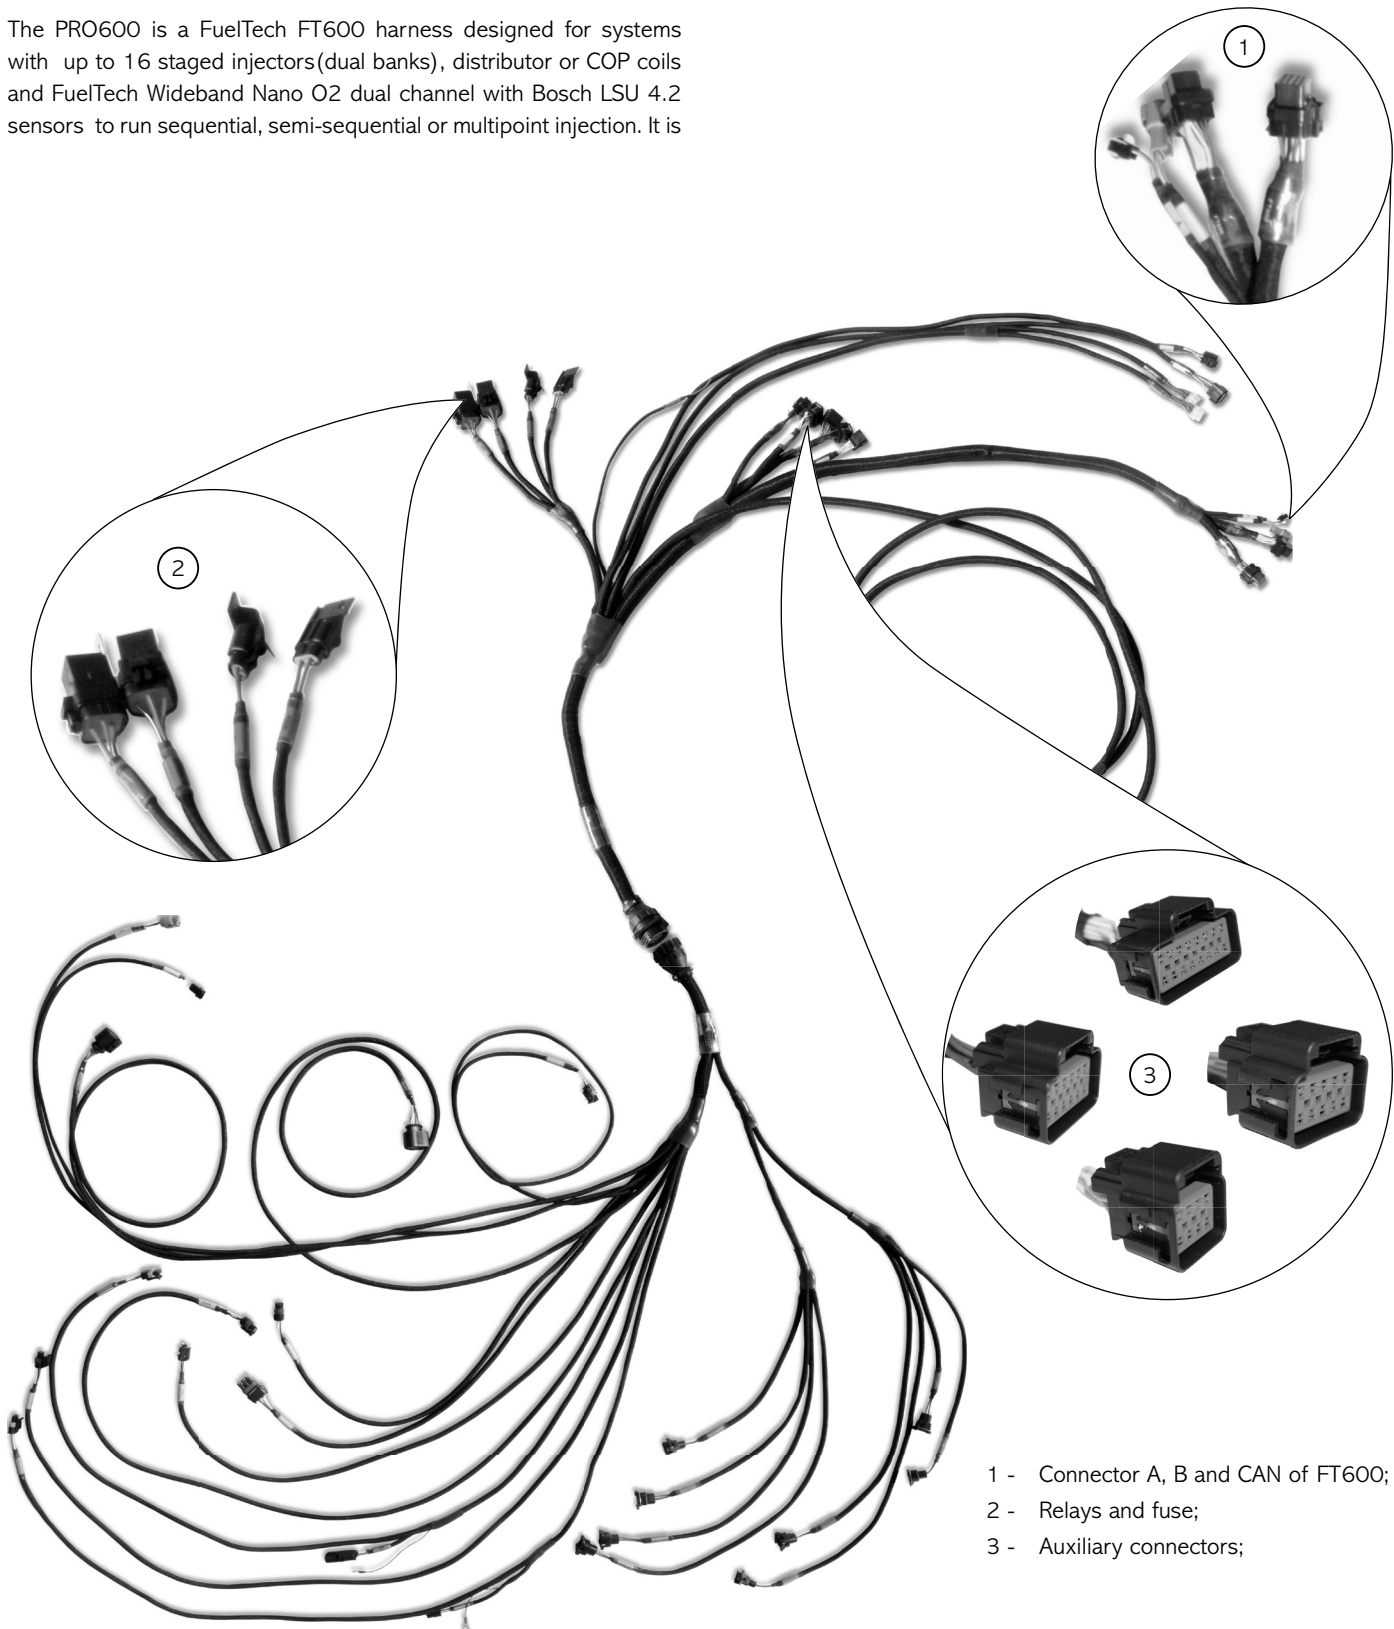 The PRO600 is a FuelTech FT600 harness designed for systems
with up to 16 staged injectors(dual banks), distributor or COP coils
and FuelTech Wideband Nano O2 dual channel with Bosch LSU 4.2
sensors to run sequential, semi-sequential or multipoint injection. It is
1
2
3
1 - Connector A, B and CAN of FT600;
2 - Relays and fuse;
3 - Auxiliary connectors;